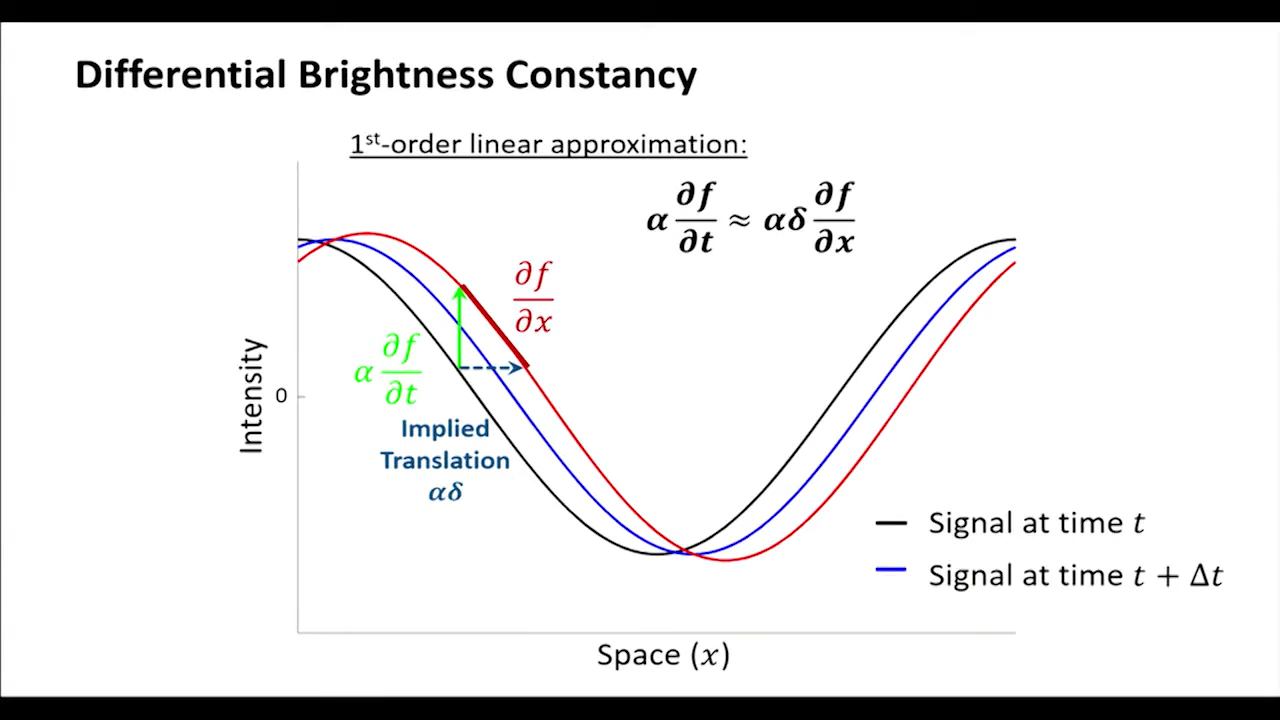 Differential Brightness Constancy
1st-order linear approximation:
α ∂f/∂t ≈ αδ ∂f/∂x
∂f/∂x
α ∂f/∂t
Intensity
0
Implied
Translation
αδ
Signal at time t
Signal at time t + Δt
Space (x)